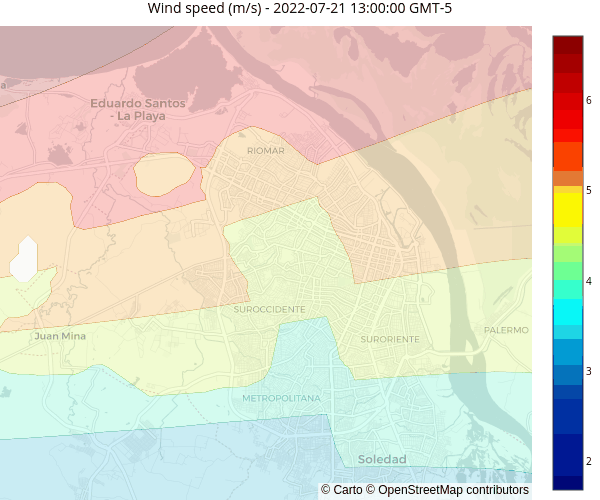 Wind speed (m/s) - 2022-07-21 13:00:00 GMT-5
a
Eduardo Santos
- La Playa
RIOMAR
SUROCCIDENTE
Juan Mina
SURORIENTE
PALERMO
METROPOLITANA
Soledad
© Carto © OpenStreetMap contributors
6
5
4
3
2